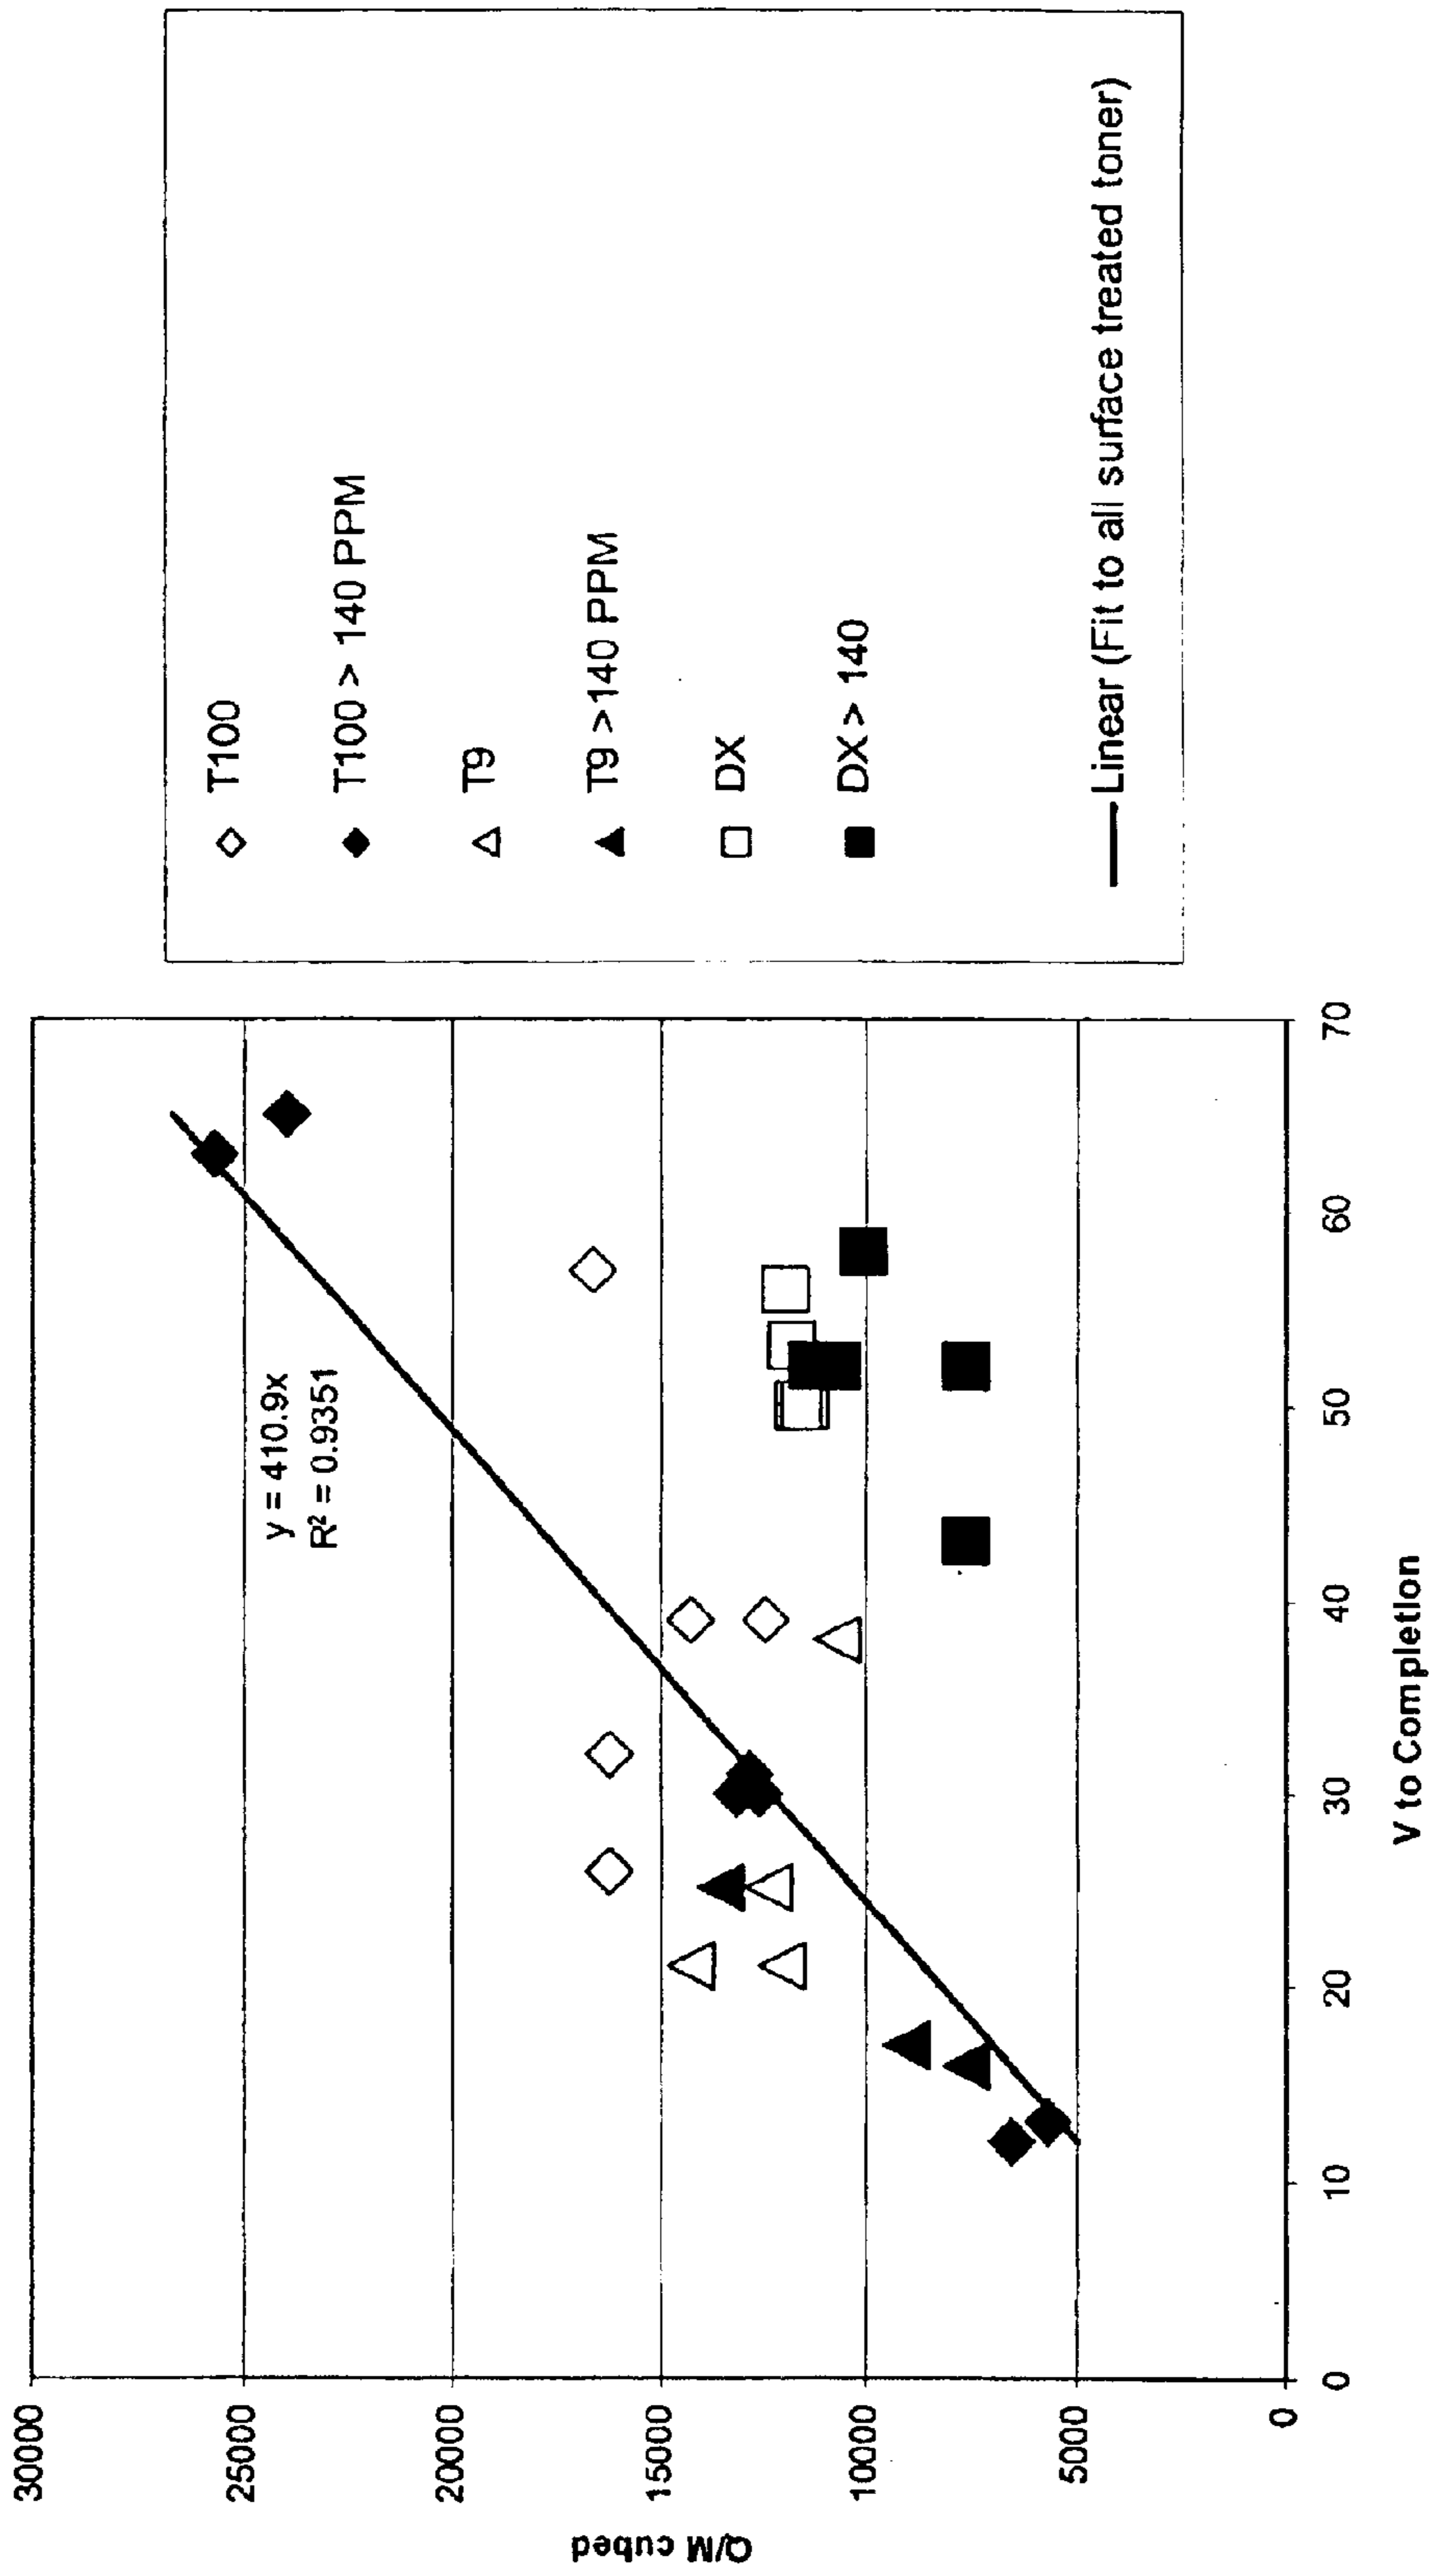 30000
25000
20000
15000
10000
5000
0
Q/M cubed
y = 410.9x
R² = 0.9351
0
10
20
30
40
50
60
70
V to Completion
T100
T100 > 140 PPM
T9
T9 >140 PPM
DX
DX > 140
Linear (Fit to all surface treated toner)